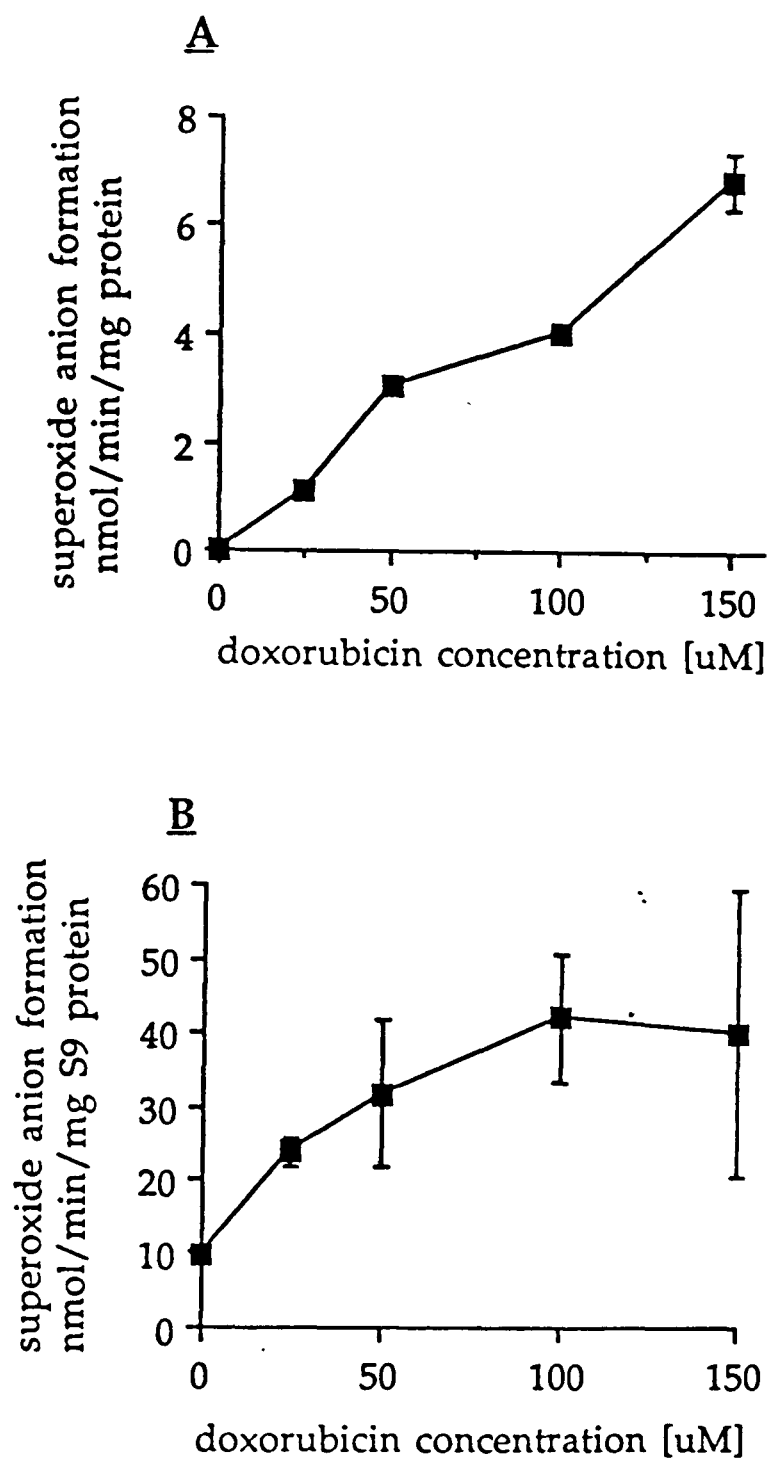 A
superoxide anion formation
nmol/min/mg protein
8
6
4
2
0
0 50 100 150
doxorubicin concentration [uM]
B
superoxide anion formation
nmol/min/mg S9 protein
60
50
40
30
20
10
0
0 50 100 150
doxorubicin concentration [uM]